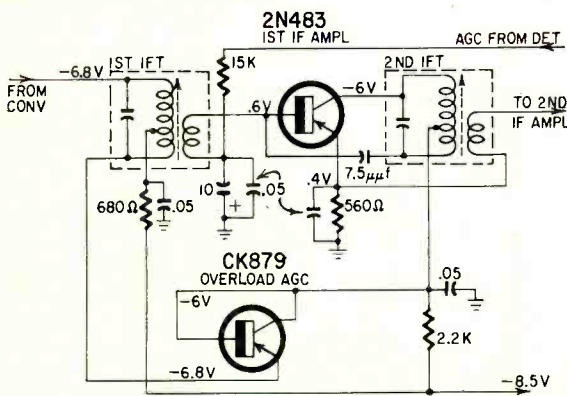 2N483
1ST IF AMPL
AGC FROM DET
-6.8V
1ST IFT
15K
2ND IFT
-6V
FROM
CONV
.6V
TO 2ND
IF AMPL
7.5μμf
680Ω
.05
10
+
.05
.4V
560Ω
CK879
OVERLOAD AGC
-6V
.05
2.2K
-6.8V
-8.5V